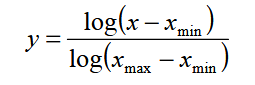 y = log(x − x_min) / log(x_max − x_min)